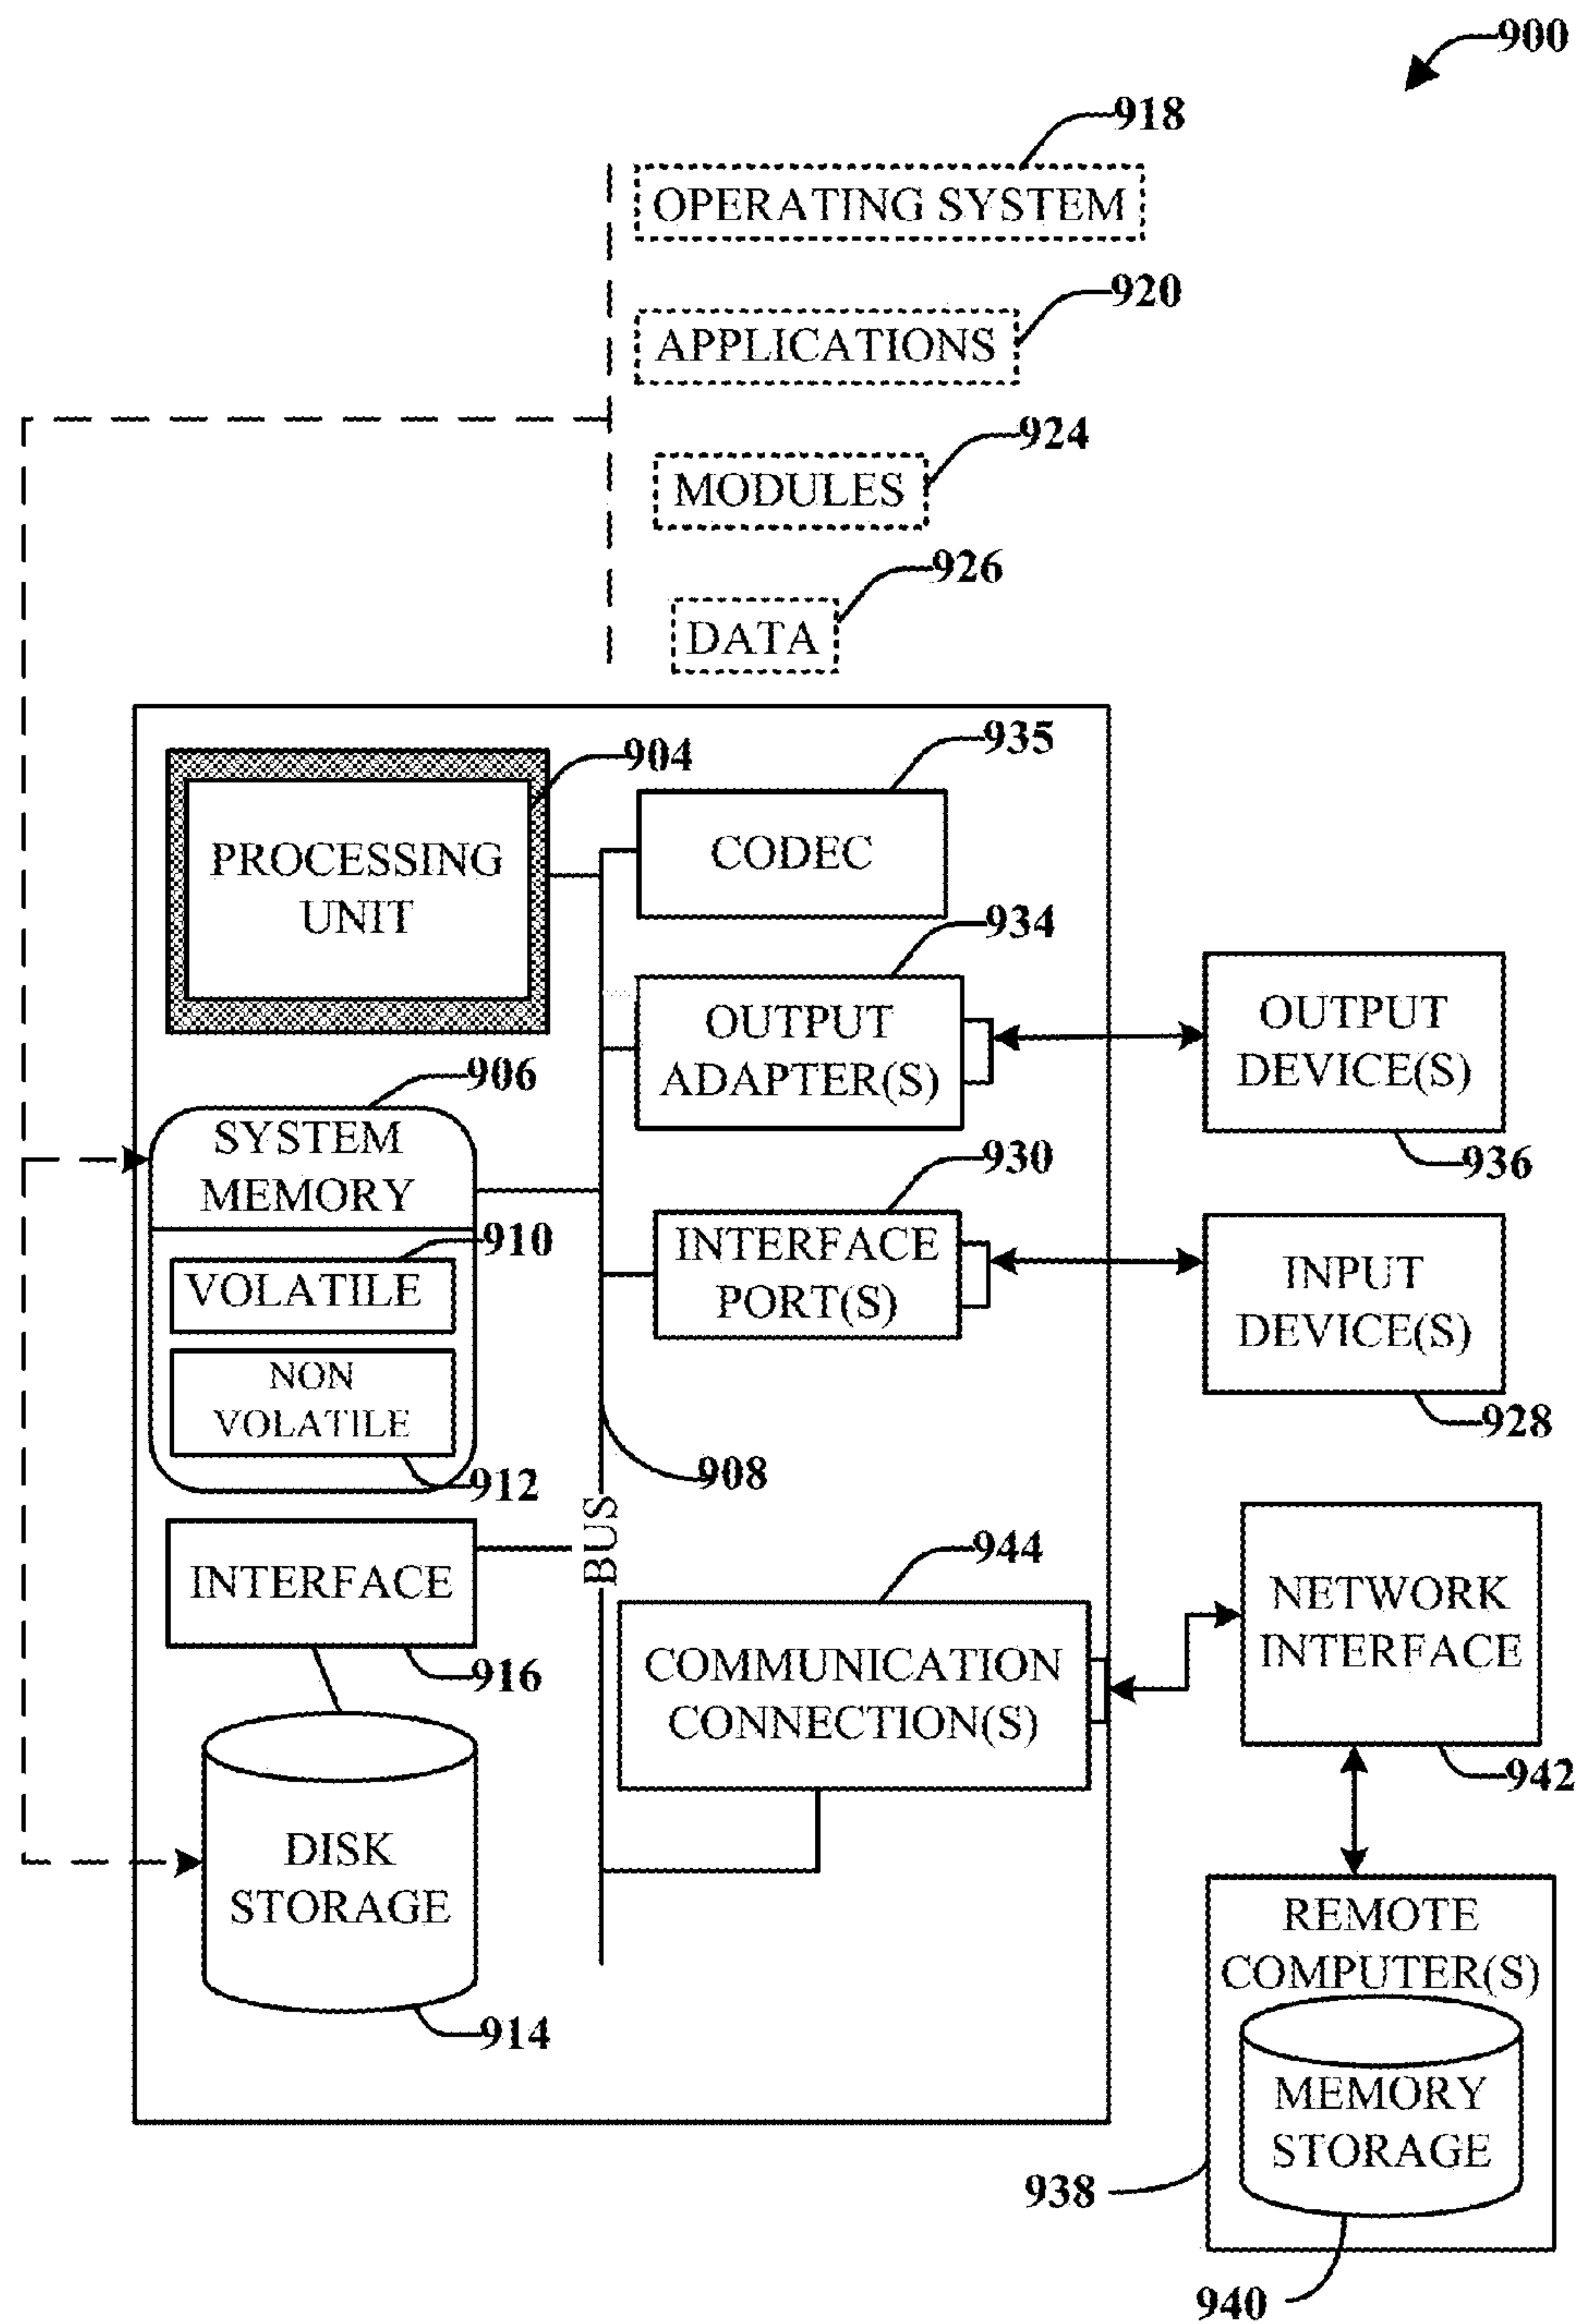 900
918
OPERATING SYSTEM
920
APPLICATIONS
924
MODULES
926
DATA
904
PROCESSING
UNIT
935
CODEC
934
OUTPUT
ADAPTER(S)
OUTPUT
DEVICE(S)
936
906
SYSTEM
MEMORY
910
VOLATILE
NON
VOLATILE
912
930
INTERFACE
PORT(S)
INPUT
DEVICE(S)
928
908
BUS
INTERFACE
916
944
COMMUNICATION
CONNECTION(S)
NETWORK
INTERFACE
942
DISK
STORAGE
914
REMOTE
COMPUTER(S)
MEMORY
STORAGE
938
940